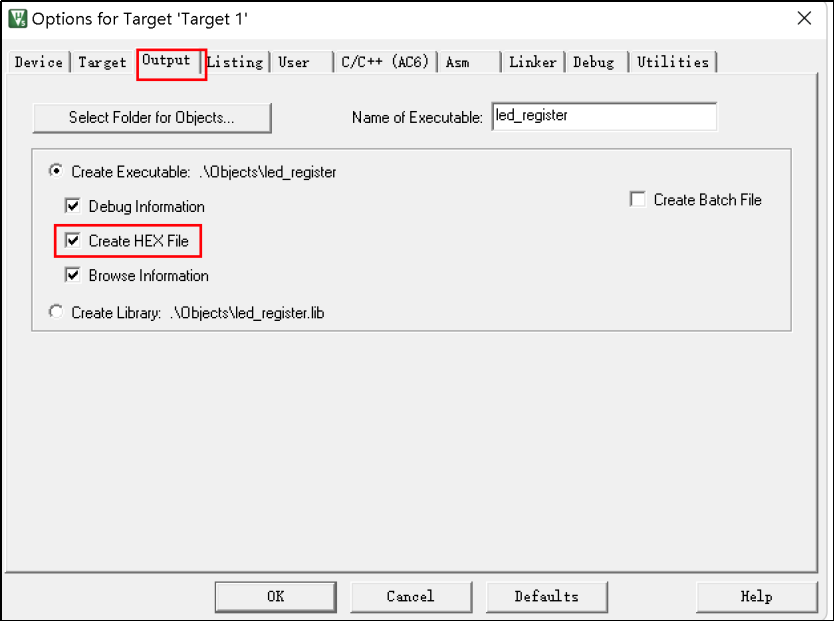 Options for Target 'Target 1'
Device Target Output Listing User C/C++ (AC6) Asm Linker Debug Utilities
Select Folder for Objects... Name of Executable: led_register
Create Executable: .\Objects\led_register
Debug Information Create Batch File
Create HEX File
Browse Information
Create Library: .\Objects\led_register.lib
OK Cancel Defaults Help